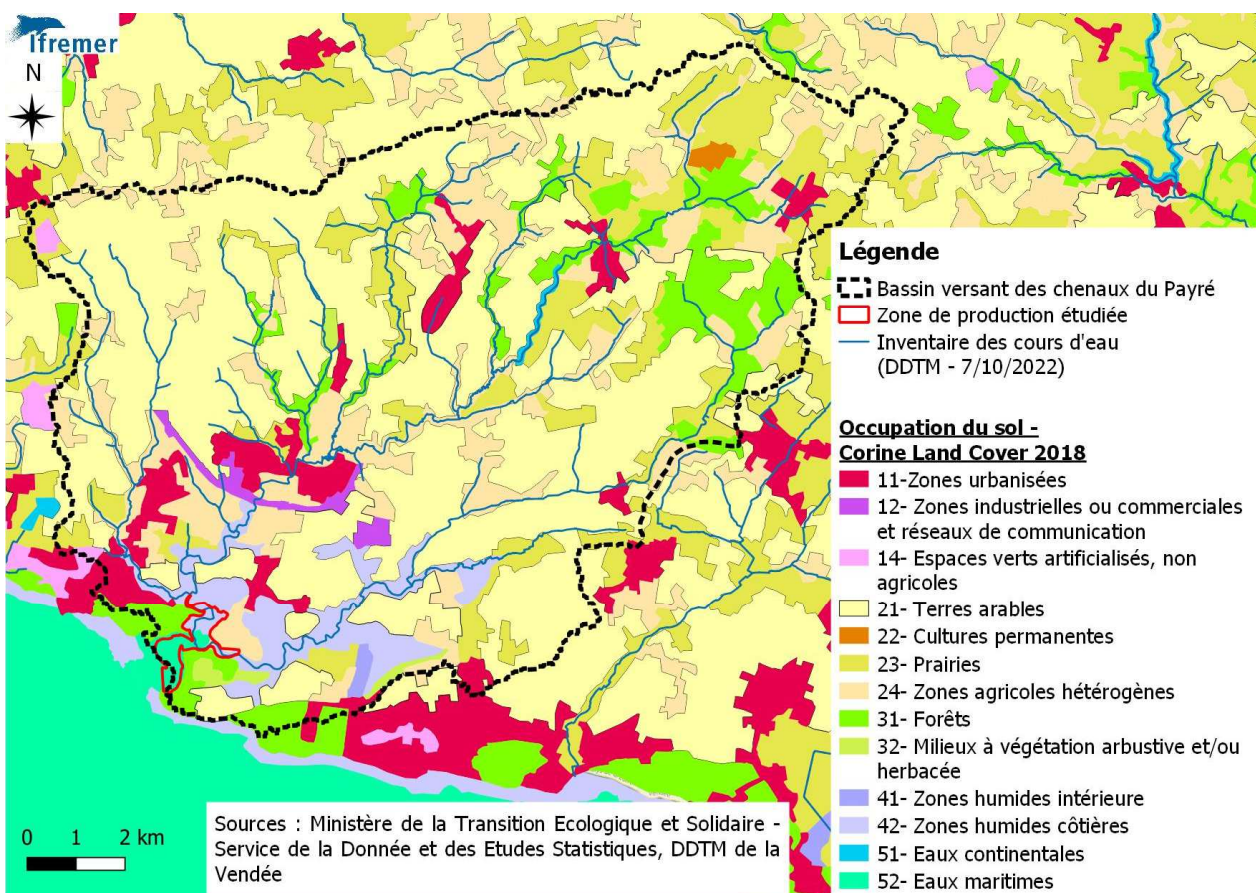 Ifremer
N
Légende
Bassin versant des chenaux du Payré
Zone de production étudiée
Inventaire des cours d'eau
(DDTM - 7/10/2022)
Occupation du sol -
Corine Land Cover 2018
11-Zones urbanisées
12- Zones industrielles ou commerciales
et réseaux de communication
14- Espaces verts artificialisés, non
agricoles
21- Terres arables
22- Cultures permanentes
23- Prairies
24- Zones agricoles hétérogènes
31- Forêts
32- Milieux à végétation arbustive et/ou
herbacée
41- Zones humides intérieure
42- Zones humides côtières
51- Eaux continentales
52- Eaux maritimes
0 1 2 km
Sources : Ministère de la Transition Ecologique et Solidaire -
Service de la Donnée et des Etudes Statistiques, DDTM de la
Vendée